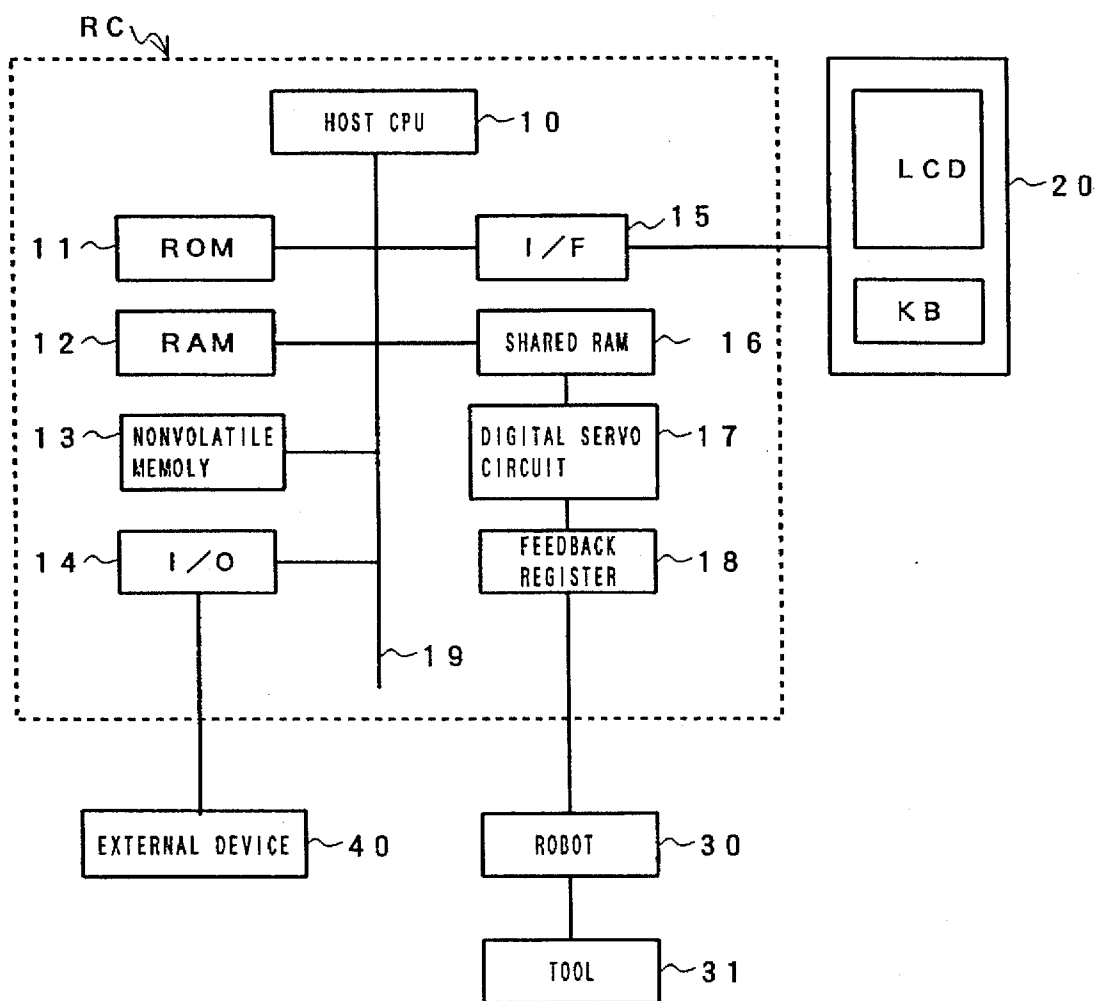 RC
HOST CPU
10
LCD
20
15
11
ROM
I/F
KB
12
RAM
SHARED RAM
16
13
NONVOLATILE
MEMOLY
DIGITAL SERVO
CIRCUIT
17
14
I/O
FEEDBACK
REGISTER
18
19
EXTERNAL DEVICE
40
ROBOT
30
TOOL
31